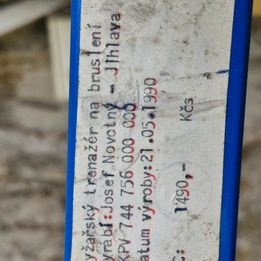 yžařský trenažér na bruslení
yrábí:Josef Novotný - Jihlava
KPV 744 756 000 000
atum výroby:21.05.1990
C: 1490,- Kčs